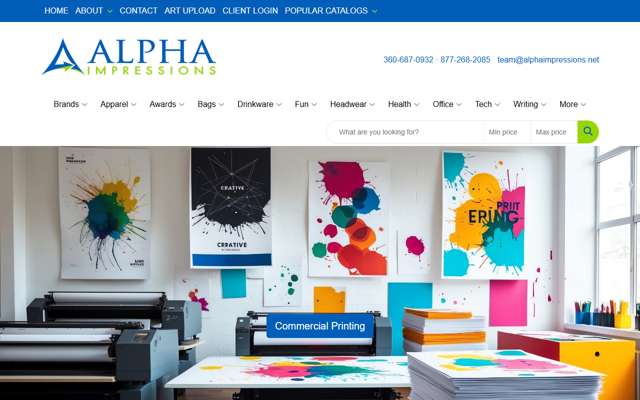 HOME ABOUT CONTACT ART UPLOAD CLIENT LOGIN POPULAR CATALOGS
ALPHA
IMPRESSIONS
360-687-0932 · 877-268-2085 team@alphaimpressions.net
Brands Apparel Awards Bags Drinkware Fun Headwear Health Office Tech Writing More
What are you looking for? Min price Max price
CREATIVE
PRIIT
ERING
Commercial Printing